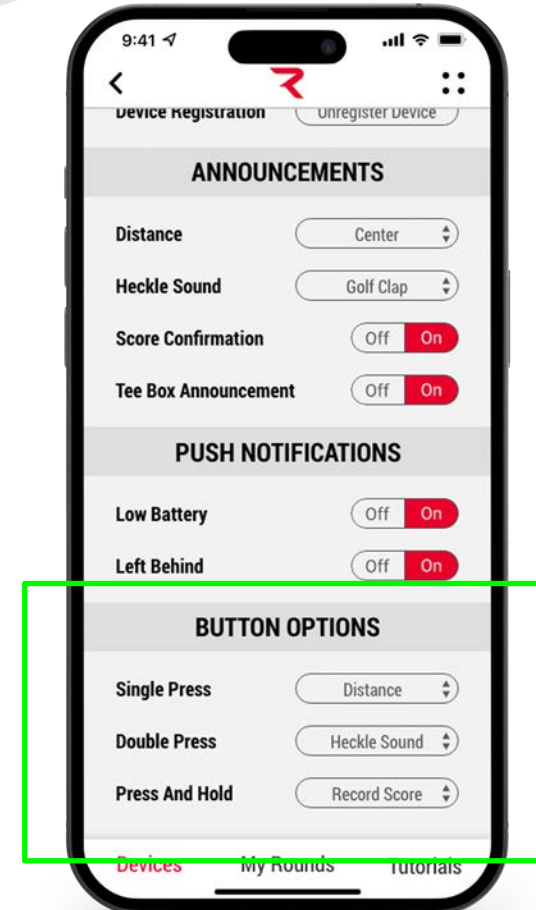 9:41
Device Registration Unregister Device
ANNOUNCEMENTS
Distance Center
Heckle Sound Golf Clap
Score Confirmation Off On
Tee Box Announcement Off On
PUSH NOTIFICATIONS
Low Battery Off On
Left Behind Off On
BUTTON OPTIONS
Single Press Distance
Double Press Heckle Sound
Press And Hold Record Score
Devices My Rounds Tutorials